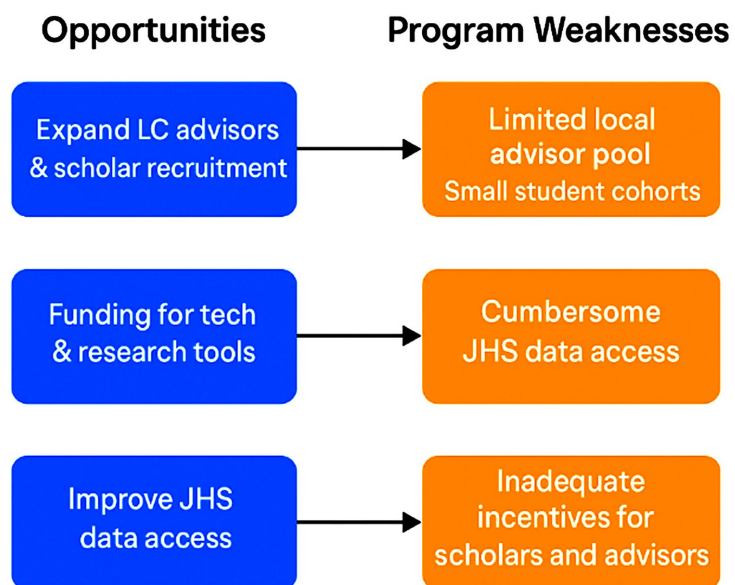 Opportunities
Program Weaknesses
Expand LC advisors
& scholar recruitment
Limited local
advisor pool
Small student cohorts
Funding for tech
& research tools
Cumbersome
JHS data access
Improve JHS
data access
Inadequate
incentives for
scholars and advisors